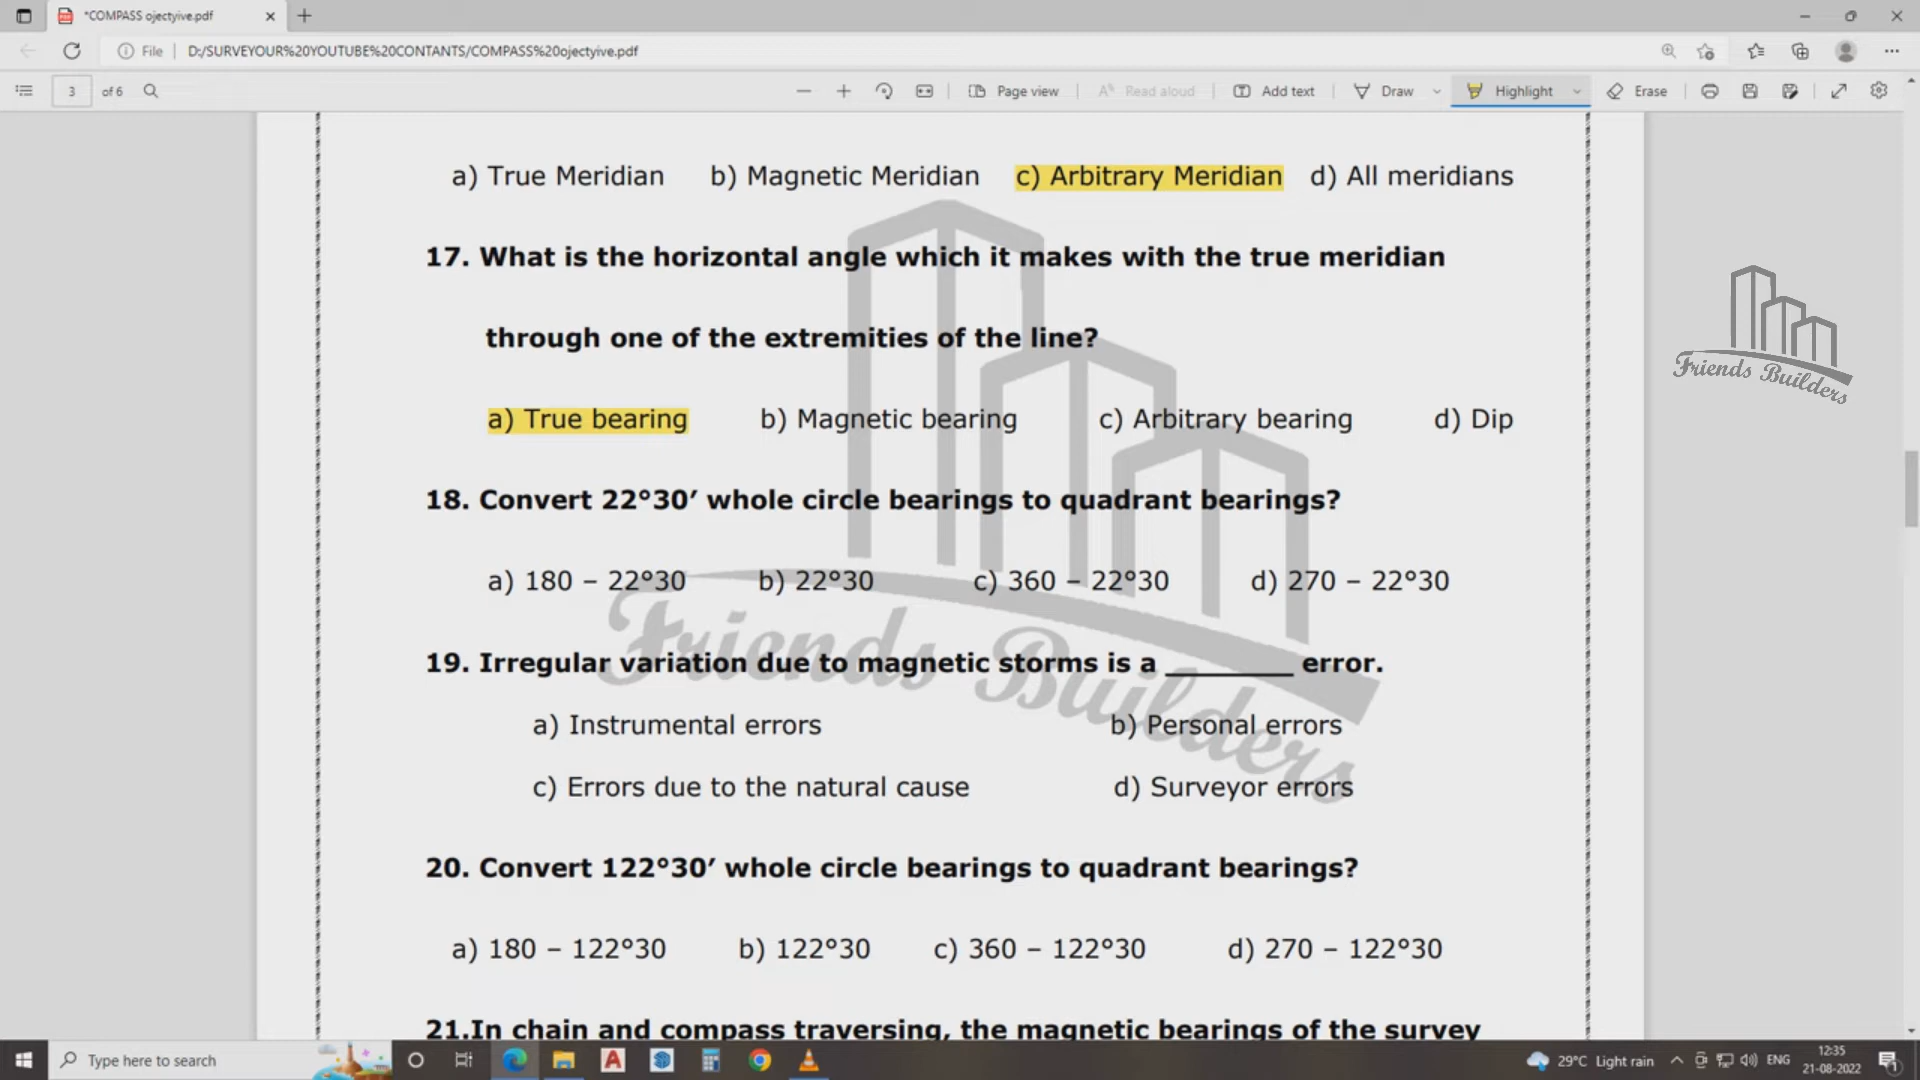 *COMPASS ojectyive.pdf
File
D:/SURVEYOUR%20YOUTUBE%20CONTANTS/COMPASS%20ojectyive.pdf
3 of 6
Page view
Read aloud
Add text
Draw
Highlight
Erase
a) True Meridian b) Magnetic Meridian c) Arbitrary Meridian d) All meridians
17. What is the horizontal angle which it makes with the true meridian
through one of the extremities of the line?
a) True bearing b) Magnetic bearing c) Arbitrary bearing d) Dip
18. Convert 22°30′ whole circle bearings to quadrant bearings?
a) 180 – 22°30 b) 22°30 c) 360 – 22°30 d) 270 – 22°30
19. Irregular variation due to magnetic storms is a _________ error.
a) Instrumental errors b) Personal errors
c) Errors due to the natural cause d) Surveyor errors
20. Convert 122°30′ whole circle bearings to quadrant bearings?
a) 180 – 122°30 b) 122°30 c) 360 – 122°30 d) 270 – 122°30
21.In chain and compass traversing, the magnetic bearings of the survey
Friends Builders
Friends Builders
Type here to search
29°C Light rain
ENG
12:35
21-08-2022